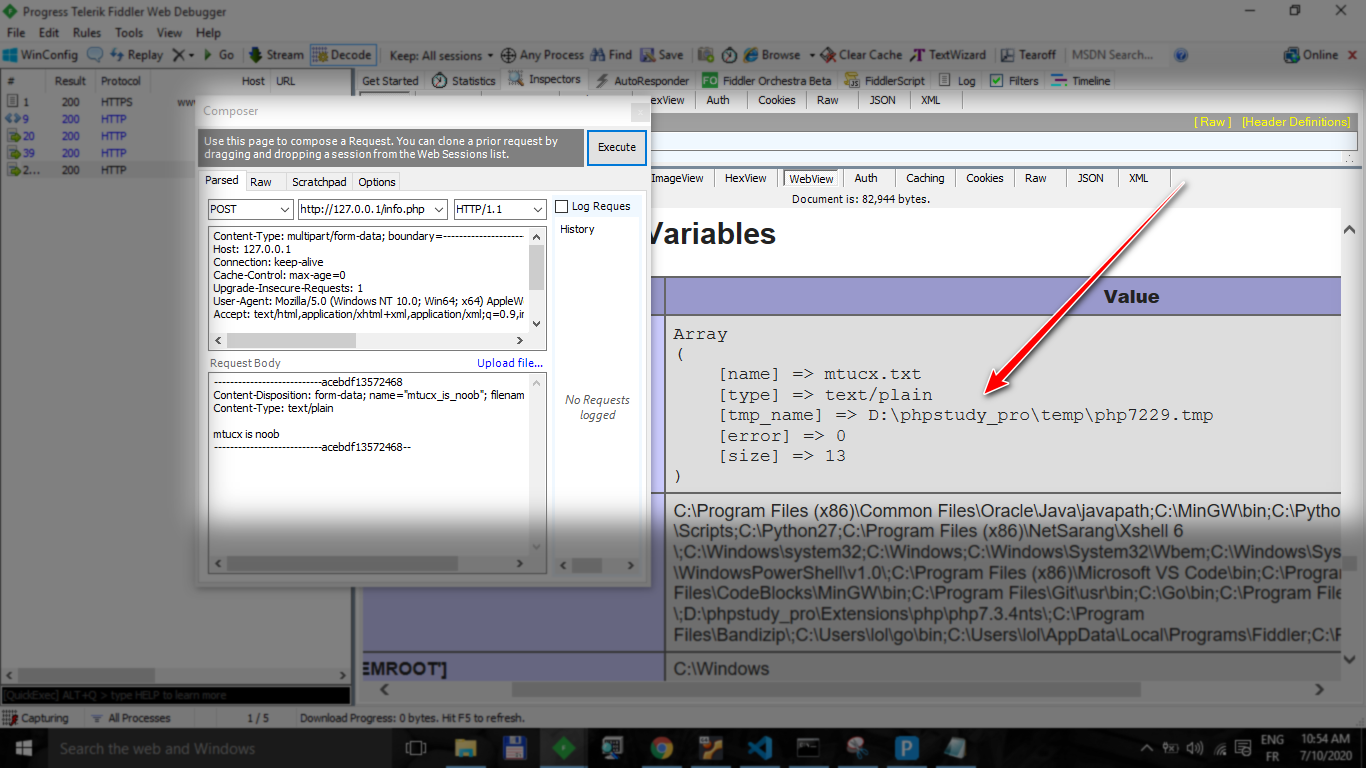 Progress Telerik Fiddler Web Debugger
File Edit Rules Tools View Help
WinConfig Replay Go Stream Decode Keep: All sessions Any Process Find Save Browse Clear Cache TextWizard Tearoff MSDN Search... Online
# Result Protocol Host URL
1 200 HTTPS www
9 200 HTTP
20 200 HTTP
39 200 HTTP
2... 200 HTTP
Get Started Statistics Inspectors AutoResponder FO Fiddler Orchestra Beta FiddlerScript Log Filters Timeline
exView Auth Cookies Raw JSON XML
[ Raw ] [Header Definitions]
Composer
Use this page to compose a Request. You can clone a prior request by
dragging and dropping a session from the Web Sessions list.
Execute
Parsed Raw Scratchpad Options
POST http://127.0.0.1/info.php HTTP/1.1
Log Reques
History
Content-Type: multipart/form-data; boundary=----------------------
Host: 127.0.0.1
Connection: keep-alive
Cache-Control: max-age=0
Upgrade-Insecure-Requests: 1
User-Agent: Mozilla/5.0 (Windows NT 10.0; Win64; x64) AppleW
Accept: text/html,application/xhtml+xml,application/xml;q=0.9,ir
Request Body Upload file...
---------------------------acebdf13572468
Content-Disposition: form-data; name="mtucx_is_noob"; filenam
Content-Type: text/plain
mtucx is noob
---------------------------acebdf13572468--
No Requests
logged
ImageView HexView WebView Auth Caching Cookies Raw JSON XML
Document is: 82,944 bytes.
Variables
Value
Array
(
[name] => mtucx.txt
[type] => text/plain
[tmp_name] => D:\phpstudy_pro\temp\php7229.tmp
[error] => 0
[size] => 13
)
C:\Program Files (x86)\Common Files\Oracle\Java\javapath;C:\MinGW\bin;C:\Pytho
\Scripts;C:\Python27;C:\Program Files (x86)\NetSarang\Xshell 6
\;C:\Windows\system32;C:\Windows;C:\Windows\System32\Wbem;C:\Windows\Sys
\WindowsPowerShell\v1.0\;C:\Program Files (x86)\Microsoft VS Code\bin;C:\Progran
Files\CodeBlocks\MinGW\bin;C:\Program Files\Git\usr\bin;C:\Go\bin;C:\Program File
\;D:\phpstudy_pro\Extensions\php\php7.3.4nts\;C:\Program
Files\Bandizip\;C:\Users\lol\go\bin;C:\Users\lol\AppData\Local\Programs\Fiddler;C:\F
EMROOT'] C:\Windows
[QuickExec] ALT+Q > type HELP to learn more
Capturing All Processes 1 / 5 Download Progress: 0 bytes. Hit F5 to refresh.
Search the web and Windows
ENG
FR
10:54 AM
7/10/2020